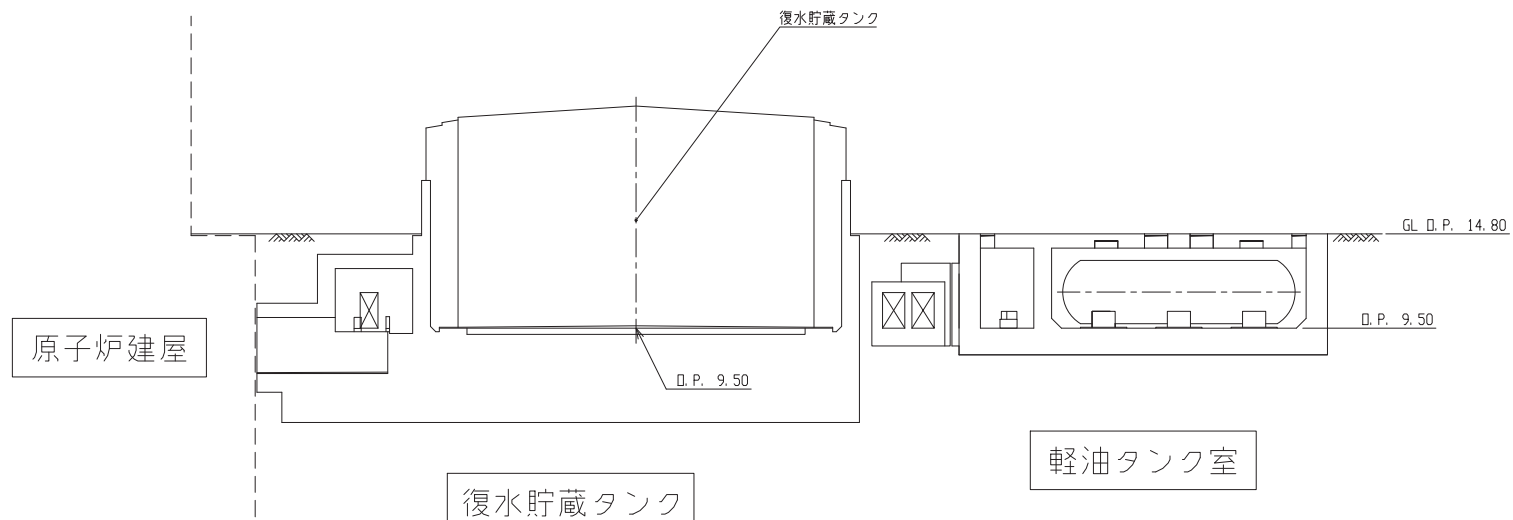 復水貯蔵タンク
GL O.P. 14.80
O.P. 9.50
原子炉建屋
O.P. 9.50
軽油タンク室
復水貯蔵タンク